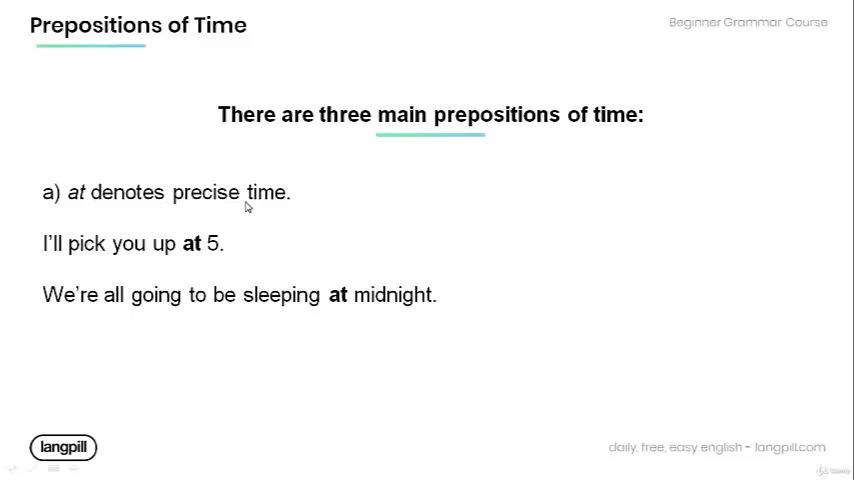 Prepositions of Time
Beginner Grammar Course
There are three main prepositions of time:
a) at denotes precise time.
I'll pick you up at 5.
We're all going to be sleeping at midnight.
langpill
daily, free, easy english - langpill.com
Udemy